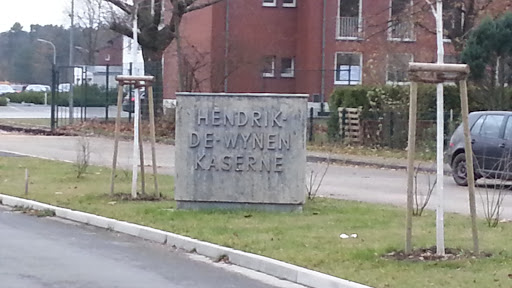 HENDRIK-
DE-WYNEN
KASERNE